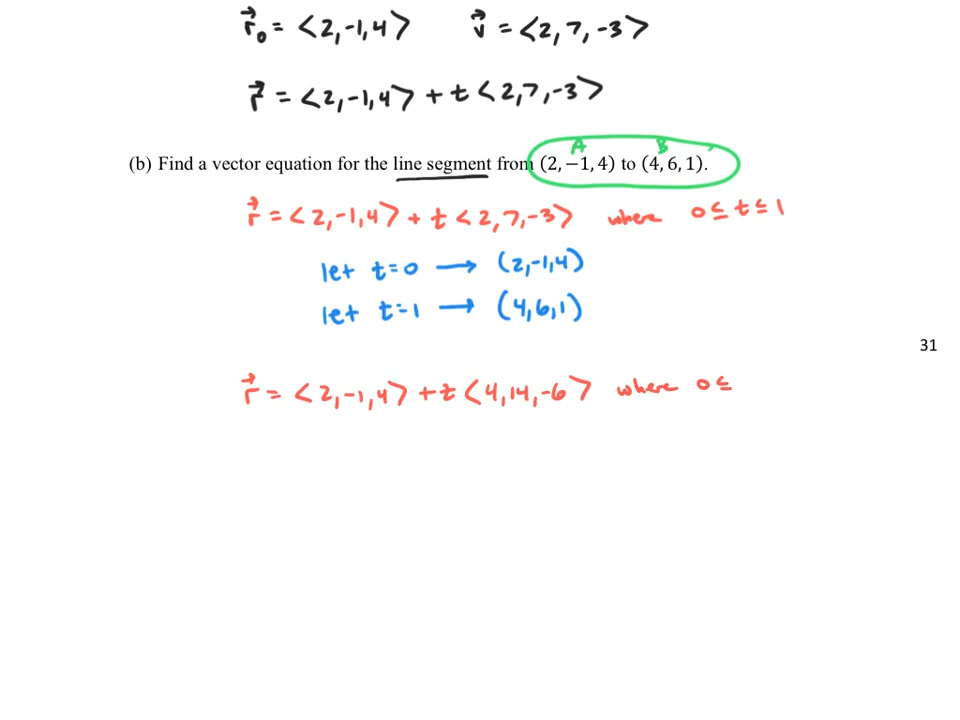 r⃗₀ = <2,-1,4>   v⃗ = <2,7,-3>
r⃗ = <2,-1,4> + t <2,7,-3>
A   B
(b) Find a vector equation for the line segment from (2, −1, 4) to (4, 6, 1).
r⃗ = <2,-1,4> + t <2,7,-3>   where   0 ≤ t ≤ 1
let t=0 → (2,-1,4)
let t=1 → (4,6,1)
31
r⃗ = <2,-1,4> + t <4,14,-6>   where   0 ≤